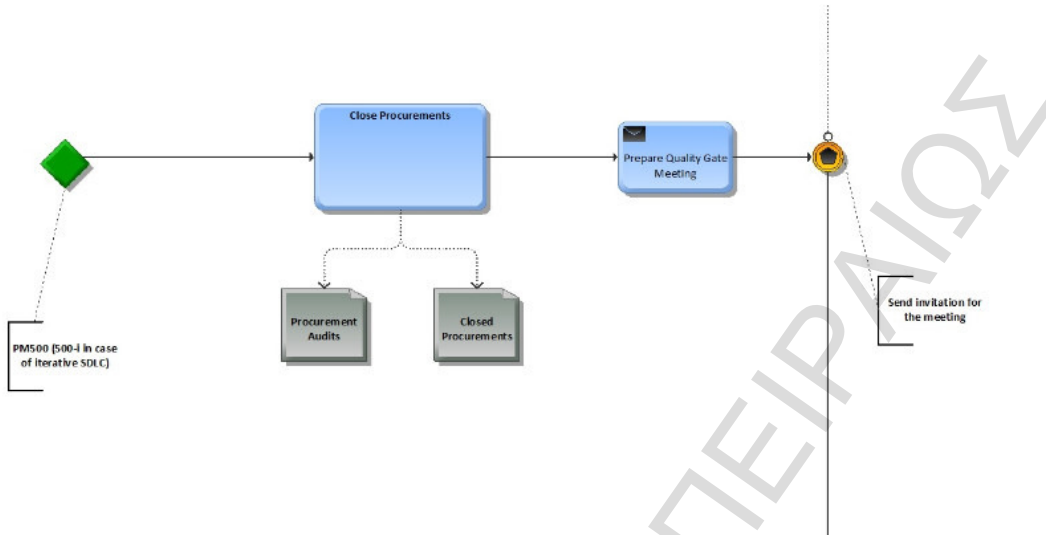 Close Procurements
Prepare Quality Gate
Meeting
Procurement
Audits
Closed
Procurements
Send invitation for
the meeting
PM500 (500-i in case
of iterative SDLC)
ΠΕΙΡΑΙΩΣ